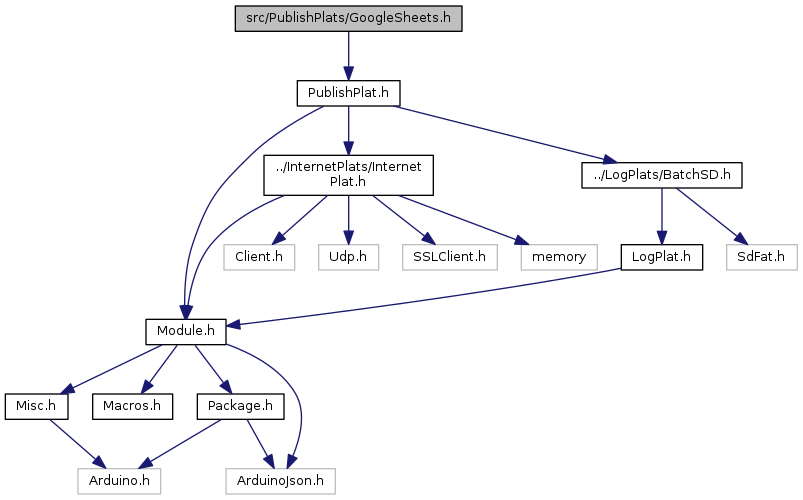 src/PublishPlats/GoogleSheets.h
PublishPlat.h
../InternetPlats/Internet
Plat.h
../LogPlats/BatchSD.h
Client.h
Udp.h
SSLClient.h
memory
LogPlat.h
SdFat.h
Module.h
Misc.h
Macros.h
Package.h
Arduino.h
ArduinoJson.h